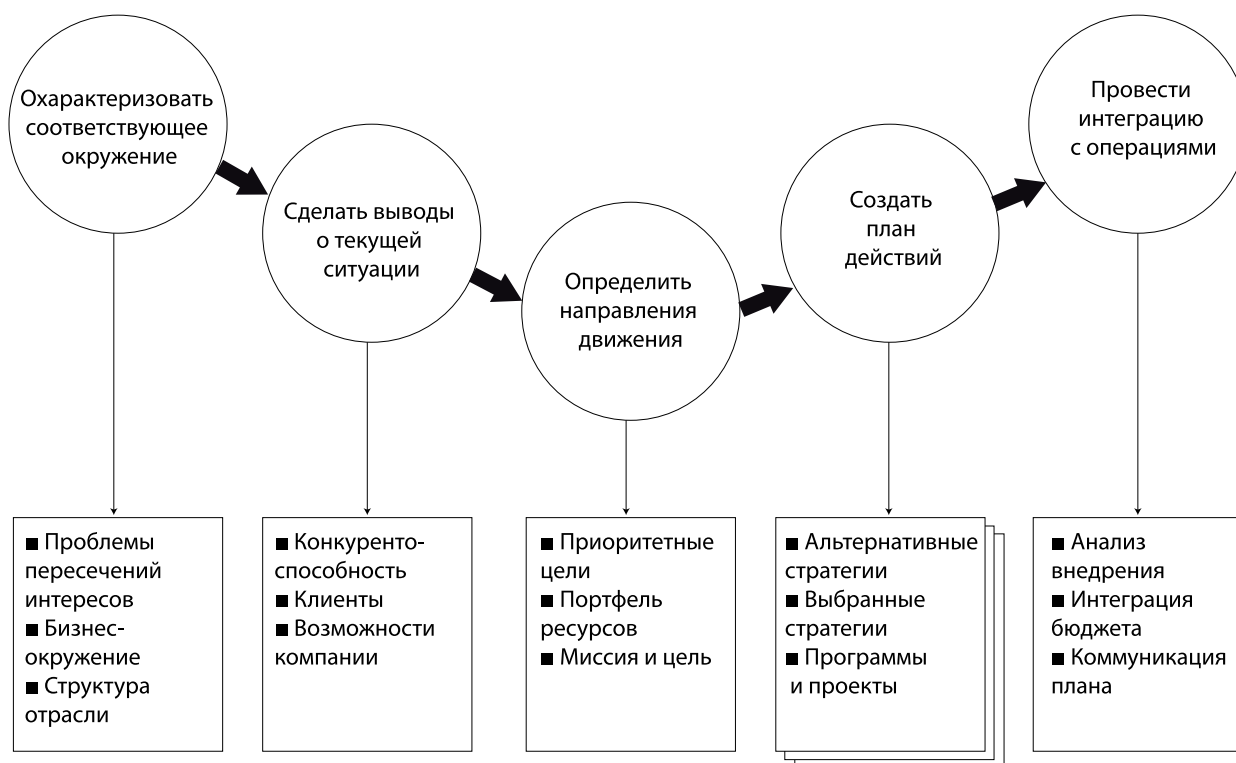 Охарактеризовать
соответствующее
окружение
Сделать выводы
о текущей
ситуации
Определить
направления
движения
Создать
план
действий
Провести
интеграцию
с операциями
■ Проблемы
пересечений
интересов
■ Бизнес-
окружение
■ Структура
отрасли
■ Конкуренто-
способность
■ Клиенты
■ Возможности
компании
■ Приоритетные
цели
■ Портфель
ресурсов
■ Миссия и цель
■ Альтернативные
стратегии
■ Выбранные
стратегии
■ Программы
и проекты
■ Анализ
внедрения
■ Интеграция
бюджета
■ Коммуникация
плана